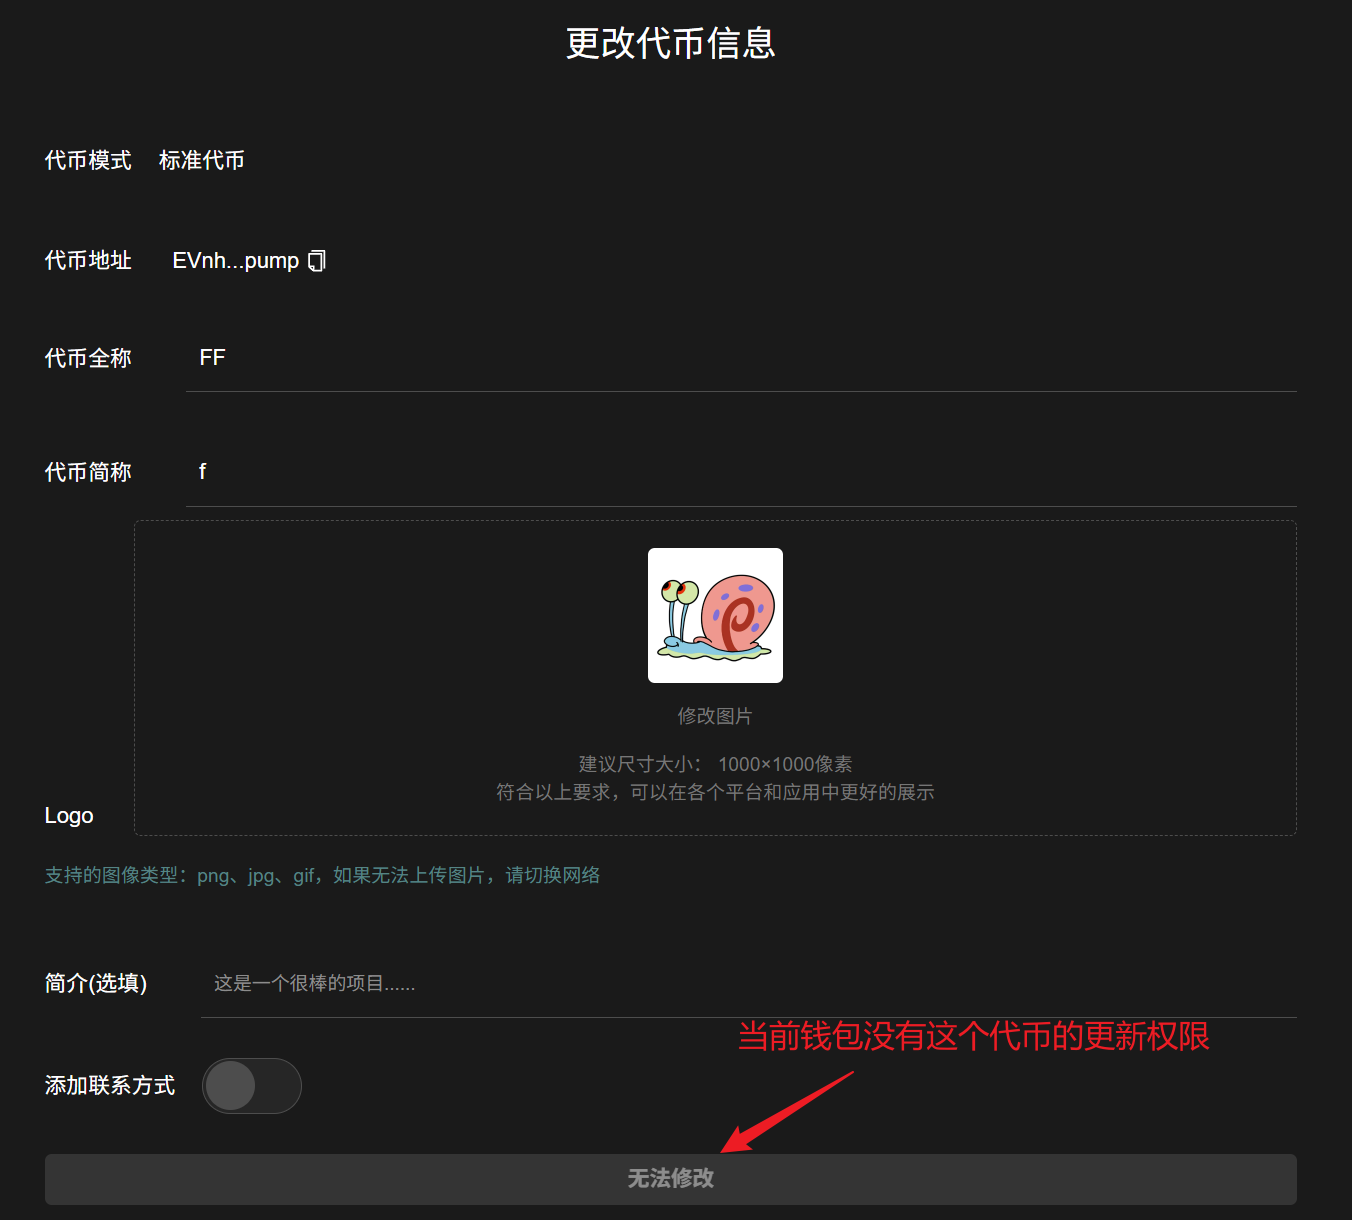 更改代币信息
代币模式 标准代币
代币地址 EVnh...pump
代币全称 FF
代币简称 f
修改图片
建议尺寸大小： 1000×1000像素
符合以上要求，可以在各个平台和应用中更好的展示
Logo
支持的图像类型：png、jpg、gif，如果无法上传图片，请切换网络
简介(选填) 这是一个很棒的项目......
当前钱包没有这个代币的更新权限
添加联系方式
无法修改